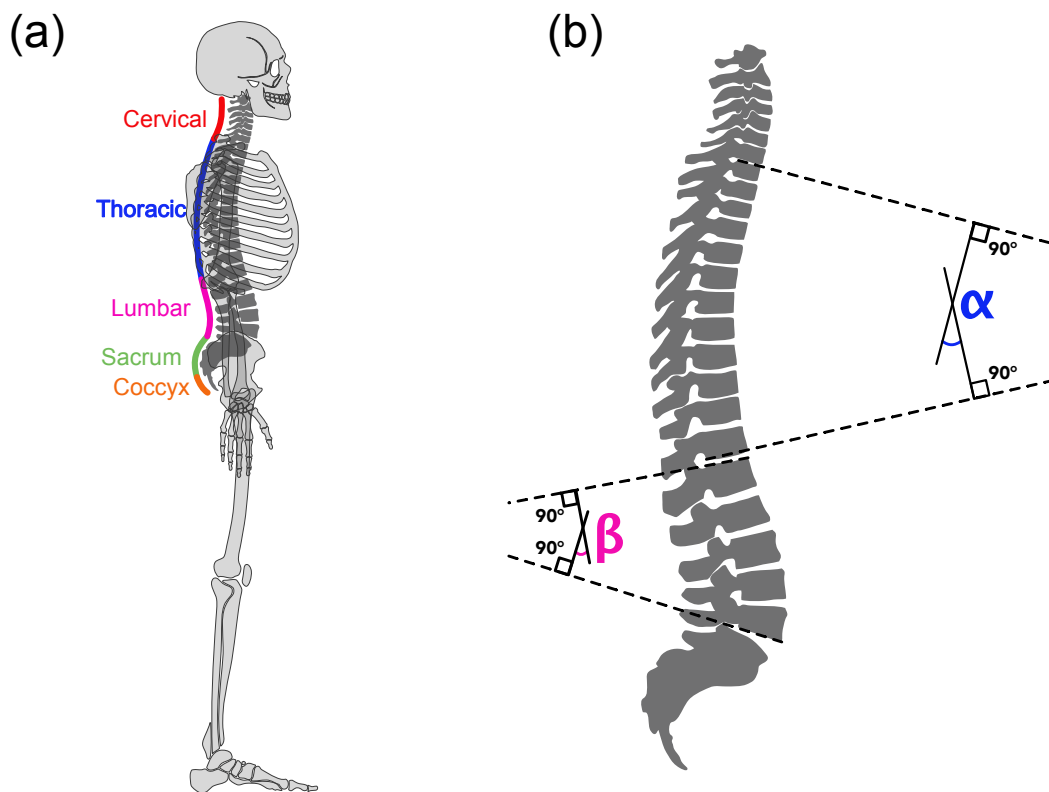 (a)
Cervical
Thoracic
Lumbar
Sacrum
Coccyx
(b)
90°
α
90°
90°
90°
β